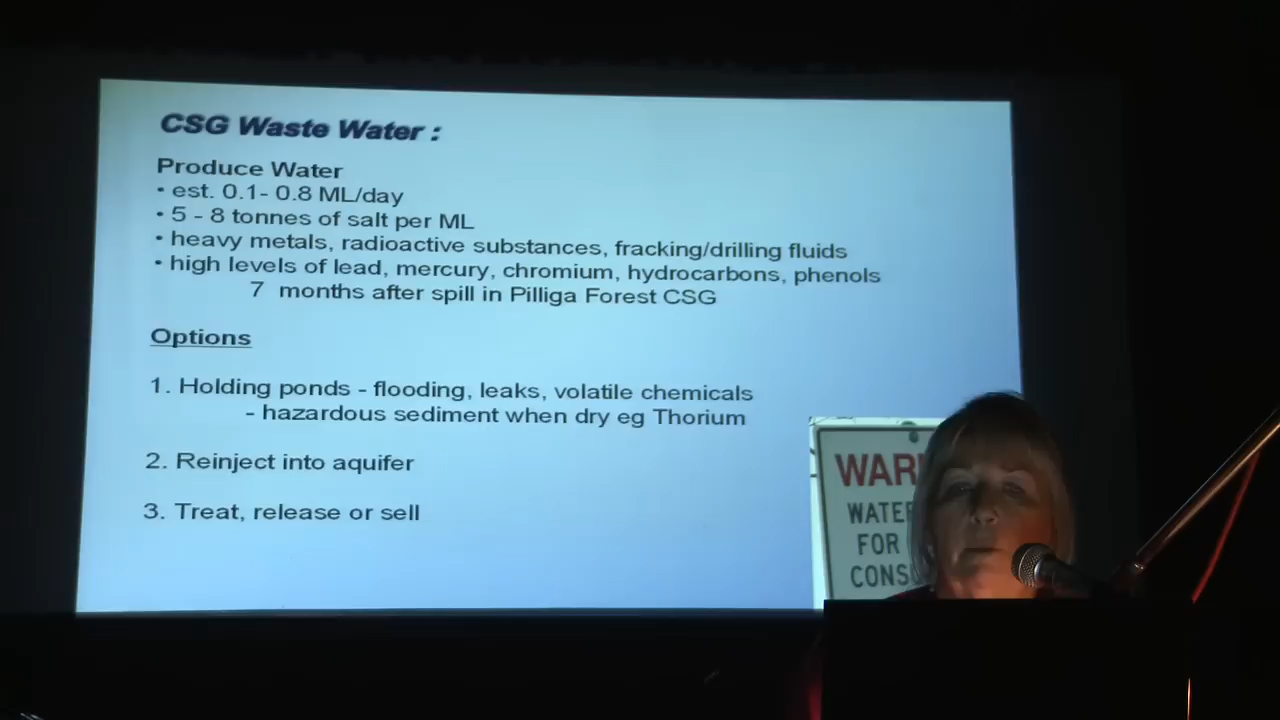 CSG Waste Water :
Produce Water
• est. 0.1- 0.8 ML/day
• 5 - 8 tonnes of salt per ML
• heavy metals, radioactive substances, fracking/drilling fluids
• high levels of lead, mercury, chromium, hydrocarbons, phenols
7 months after spill in Pilliga Forest CSG
Options
1. Holding ponds - flooding, leaks, volatile chemicals
- hazardous sediment when dry eg Thorium
2. Reinject into aquifer
3. Treat, release or sell
FOR